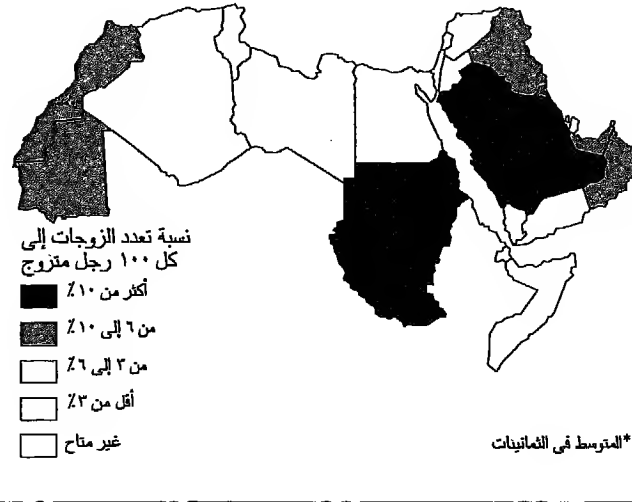 نسبة تعدد الزوجات إلى
كل ١٠٠ رجل متزوج
أكثر من ١٠٪
من ٦ إلى ١٠٪
من ٣ إلى ٦٪
أقل من ٣٪
غير متاح
*المتوسط فى الثمانينات